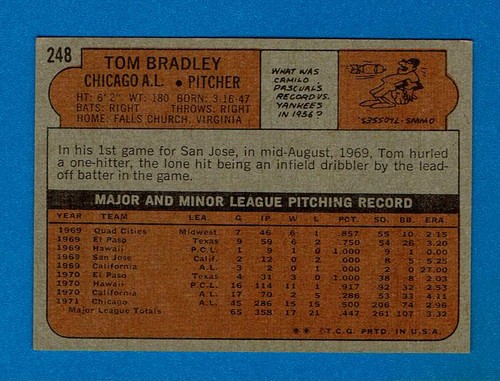 248
TOM BRADLEY
CHICAGO A.L. • PITCHER
HT: 6'2" WT: 180 BORN: 3-16-47
BATS: RIGHT THROWS: RIGHT
HOME: FALLS CHURCH, VIRGINIA
WHAT WAS
CAMILO
PASCUAL'S
RECORD VS.
YANKEES
IN 1956?
In his 1st game for San Jose, in mid-August, 1969, Tom hurled
a one-hitter, the lone hit being an infield dribbler by the lead-
off batter in the game.
MAJOR AND MINOR LEAGUE PITCHING RECORD
YEAR TEAM LEA. G IP W L PCT. SO. BB. ERA.
1969 Quad Cities Midwest 7 46 6 1 .857 55 10 2.15
1969 El Paso Texas 9 59 6 2 .750 54 26 3.20
1969 Hawaii P.C.L. 1 9 1 0 1.000 9 1 0.00
1969 San Jose Calif. 2 12 0 2 .000 8 5 5.25
1969 California A.L. 3 2 0 1 .000 2 0 27.00
1970 El Paso Texas 4 31 3 0 1.000 38 8 2.03
1970 Hawaii P.C.L. 16 114 11 1 .917 92 32 2.53
1970 California A.L. 17 70 2 5 .286 53 33 4.11
1971 Chicago A.L. 45 286 15 15 .500 206 74 2.96
Major League Totals 65 358 17 21 .447 261 107 3.32
** ©T.C.G. PRTD. IN U.S.A.